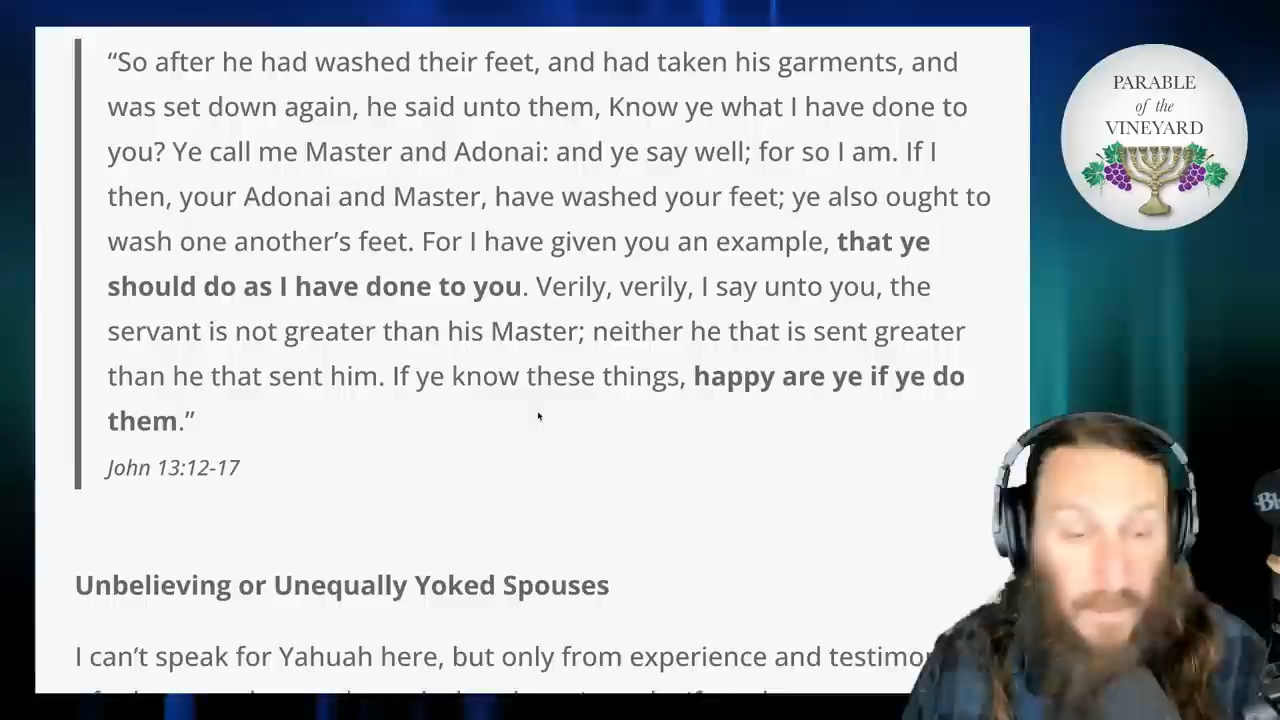 “So after he had washed their feet, and had taken his garments, and
was set down again, he said unto them, Know ye what I have done to
you? Ye call me Master and Adonai: and ye say well; for so I am. If I
then, your Adonai and Master, have washed your feet; ye also ought to
wash one another’s feet. For I have given you an example, that ye
should do as I have done to you. Verily, verily, I say unto you, the
servant is not greater than his Master; neither he that is sent greater
than he that sent him. If ye know these things, happy are ye if ye do
them.”
John 13:12-17
Unbelieving or Unequally Yoked Spouses
I can’t speak for Yahuah here, but only from experience and
PARABLE
of the
VINEYARD